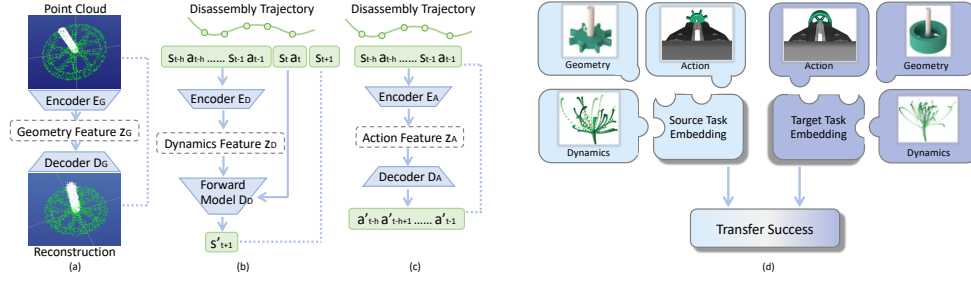 Point Cloud
Encoder EG
Geometry Feature ZG
Decoder DG
Reconstruction
(a)
Disassembly Trajectory
st-h at-h ...... st-1 at-1
st at
st+1
Encoder ED
Dynamics Feature ZD
Forward
Model DD
s't+1
(b)
Disassembly Trajectory
st-h at-h ...... st-1 at-1
Encoder EA
Action Feature ZA
Decoder DA
a't-h a't-h+1 ...... a't-1
(c)
Geometry
Action
Dynamics
Source Task
Embedding
Action
Geometry
Target Task
Embedding
Dynamics
Transfer Success
(d)